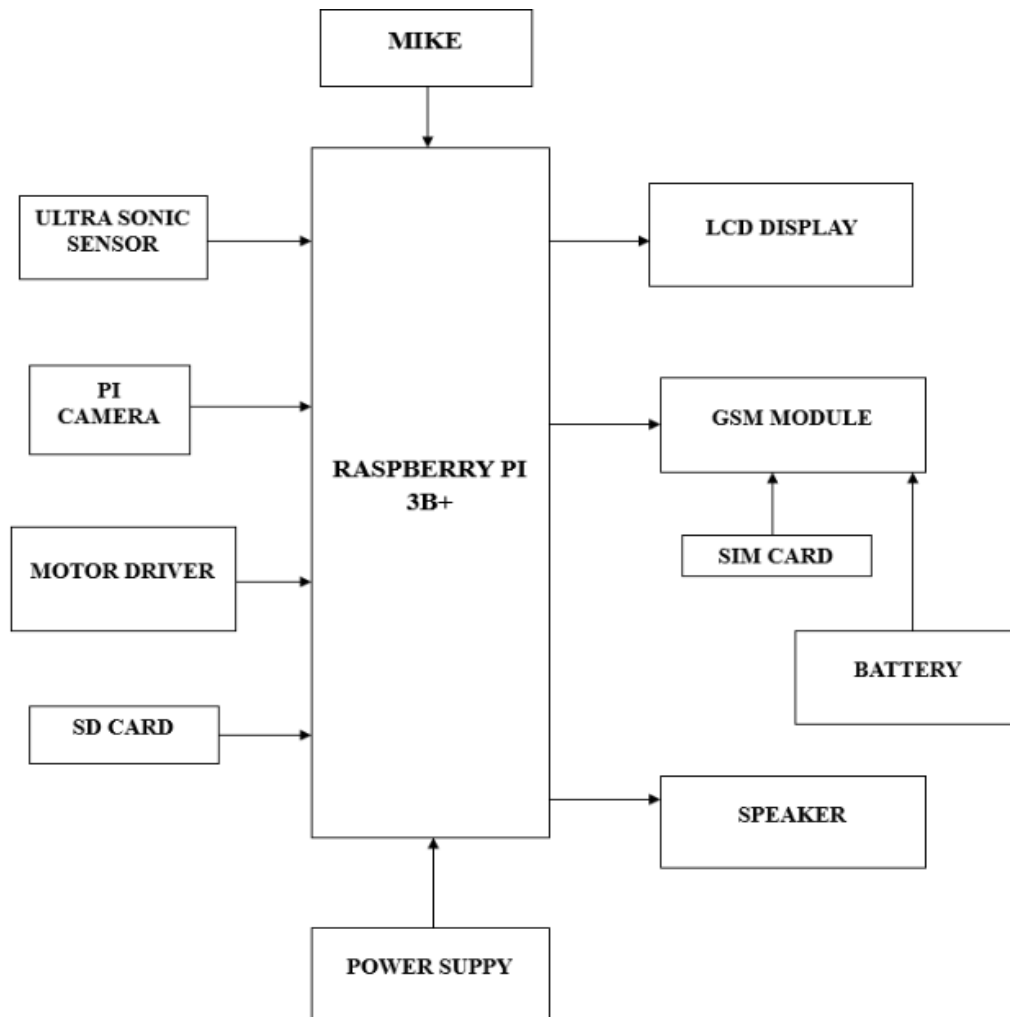 MIKE
ULTRA SONIC
SENSOR
LCD DISPLAY
PI
CAMERA
GSM MODULE
RASPBERRY PI
3B+
MOTOR DRIVER
SIM CARD
BATTERY
SD CARD
SPEAKER
POWER SUPPY